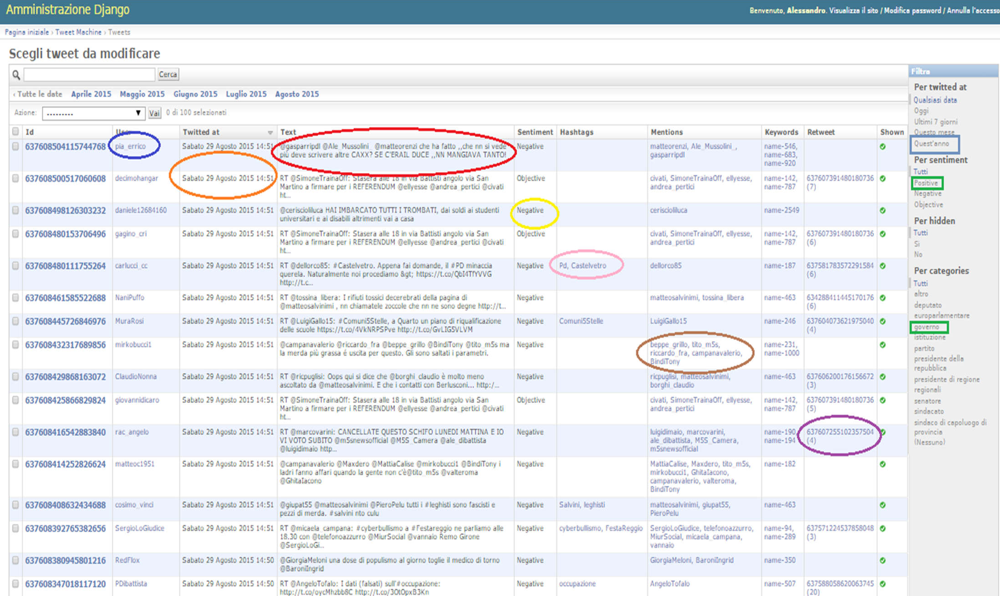 Amministrazione Django
Benvenuto, Alessandro. Visualizza il sito / Modifica password / Annulla l'accesso
Pagina iniziale › Tweet Machine › Tweets
Scegli tweet da modificare
Cerca
‹ Tutte le date Aprile 2015 Maggio 2015 Giugno 2015 Luglio 2015 Agosto 2015
Azione: --------- Vai 0 di 100 selezionati
Id User Twitted at Text Sentiment Hashtags Mentions Keywords Retweet Shown
637608504115744768 pia_errico Sabato 29 Agosto 2015 14:51 @gasparripdl @Ale_Mussolini_ @matteorenzi che ha fatto ,,che nn si vede Negative matteorenzi, Ale_Mussolini_, name-546,
più deve scrivere altre CAXX? SE C'ERAIL DUCE ,,NN MANGIAVA TANTO! gasparripdl name-683,
name-920
637608500517060608 decimohangar Sabato 29 Agosto 2015 14:51 RT @SimoneTrainaOff: Stasera alle 18 in via Battisti angolo via San Objective civati, SimoneTrainaOff, ellyesse, name-142, 637607391480180736
Martino a firmare per i REFERENDUM @ellyesse @andrea_pertici @civati andrea_pertici name-787 (7)
ht...
637608498126303232 daniele12684160 Sabato 29 Agosto 2015 14:51 @ceriscioliluca HAI IMBARCATO TUTTI I TROMBATI, dai soldi ai studenti Negative ceriscioliluca name-2549
universitari e ai disabili altrimenti vai a casa
637608480153706496 gagino_cri Sabato 29 Agosto 2015 14:51 RT @SimoneTrainaOff: Stasera alle 18 in via Battisti angolo via San Objective civati, SimoneTrainaOff, ellyesse, name-142, 637607391480180736
Martino a firmare per i REFERENDUM @ellyesse @andrea_pertici @civati andrea_pertici name-787 (6)
ht...
637608480111755264 carlucci_cc Sabato 29 Agosto 2015 14:51 RT @dellorco85: #Castelvetro. Appena fai domande, il #PD minaccia Negative Pd, Castelvetro dellorco85 name-187 637581783572291584
querela. Naturalmente noi procediamo &gt; https://t.co/QbI4TfYVVG (6)
http://t.c...
637608461585522688 NaniPuffo Sabato 29 Agosto 2015 14:51 RT @tossina_libera: I rifiuti tossici decerebrati della pagina di Negative matteosalvinimi, tossina_libera name-463 634288411445170176
@matteosalvinimi , nn chiamatele zoccole che nn ne sono degne http://t... (6)
637608445726846976 MuraRosi Sabato 29 Agosto 2015 14:51 RT @LuigiGallo15: #Comuni5Stelle, a Quarto un piano di riqualificazione Negative Comuni5Stelle LuigiGallo15 name-246 637604073621975040
delle scuole https://t.co/4VkNRPSPve http://t.co/GvLIG5VLVM (4)
637608432317689856 mirkobucci1 Sabato 29 Agosto 2015 14:51 @campanavalerio @riccardo_fra @beppe_grillo @BindiTony @tito_m5s ma Negative beppe_grillo, tito_m5s, name-231,
la merda più grassa é uscita per questo. Gli sono saltati i parametri. riccardo_fra, campanavalerio, name-1000
BindiTony
637608429868163072 ClaudioNonna Sabato 29 Agosto 2015 14:51 RT @ricpuglisi: Oops qui si dice che @borghi_claudio è molto meno Negative ricpuglisi, matteosalvinimi, name-463 637606200176156672
ascoltato da @matteosalvinimi. E che i contatti con Berlusconi... http:/... borghi_claudio (3)
637608425866829824 giovannidicaro Sabato 29 Agosto 2015 14:51 RT @SimoneTrainaOff: Stasera alle 18 in via Battisti angolo via San Objective civati, SimoneTrainaOff, ellyesse, name-142, 637607391480180736
Martino a firmare per i REFERENDUM @ellyesse @andrea_pertici @civati andrea_pertici name-787 (5)
ht...
637608416542883840 rac_angelo Sabato 29 Agosto 2015 14:51 RT @marcovarini: CANCELLATE QUESTO SCHIFO LUNEDI MATTINA E IO Negative luigidimaio, marcovarini, name-190, 637607255102357504
VI VOTO SUBITO @m5snewsofficial @M5S_Camera @ale_dibattista ale_dibattista, M5S_Camera, name-194 (4)
@luigidimaio http... m5snewsofficial
637608414252826624 matteoc1951 Sabato 29 Agosto 2015 14:51 @campanavalerio @Maxdero @MattiaCalise @mirkobucci1 @BindiTony i Negative MattiaCalise, Maxdero, tito_m5s, name-182
ladri fanno affari quando la gente non c'è@tito_m5s @valteroma mirkobucci1, GhitaIacono,
@GhitaIacono campanavalerio, valteroma,
BindiTony
637608408632434688 cosimo_vinci Sabato 29 Agosto 2015 14:51 @giupat55 @matteosalvinimi @PieroPelu tutti i #leghisti sono fascisti e Negative Salvini, leghisti matteosalvinimi, giupat55, name-463
pezzi di merda. #salvini nto culu PieroPelu
637608392765382656 SergioLoGiudice Sabato 29 Agosto 2015 14:51 RT @micaela_campana: #cyberbullismo a #Festareggio ne parliamo alle Negative cyberbullismo, FestaReggio SergioLoGiudice, telefonoazzurro, name-94, 637571224537858048
18.30 con @telefonoazzurro @MiurSocial @vannaio Remo Girone MiurSocial, micaela_campana, name-289 (3)
@SergioLoGi... vannaio
637608380945801216 RedFlox Sabato 29 Agosto 2015 14:50 @GiorgiaMeloni una dose di populismo al giorno toglie il medico di torno Negative GiorgiaMeloni, BaroniIngrid name-350
@BaroniIngrid
637608347018117120 PDibattista Sabato 29 Agosto 2015 14:50 RT @AngeloTofalo: I dati (falsati) sull'#occupazione: Negative occupazione AngeloTofalo name-507 637588058620063745
http://t.co/oycMhzbb8C http://t.co/3OtOpxB3Kn (20)
Filtro
Per twitted at
Qualsiasi data
Oggi
Ultimi 7 giorni
Questo mese
Quest'anno
Per sentiment
Tutti
Positive
Negative
Objective
Per hidden
Tutti
Sì
No
Per categories
Tutti
altro
deputato
europarlamentare
governo
istituzione
partito
presidente della
repubblica
presidente di regione
regionali
senatore
sindacato
sindaco di capoluogo di
provincia
(Nessuno)